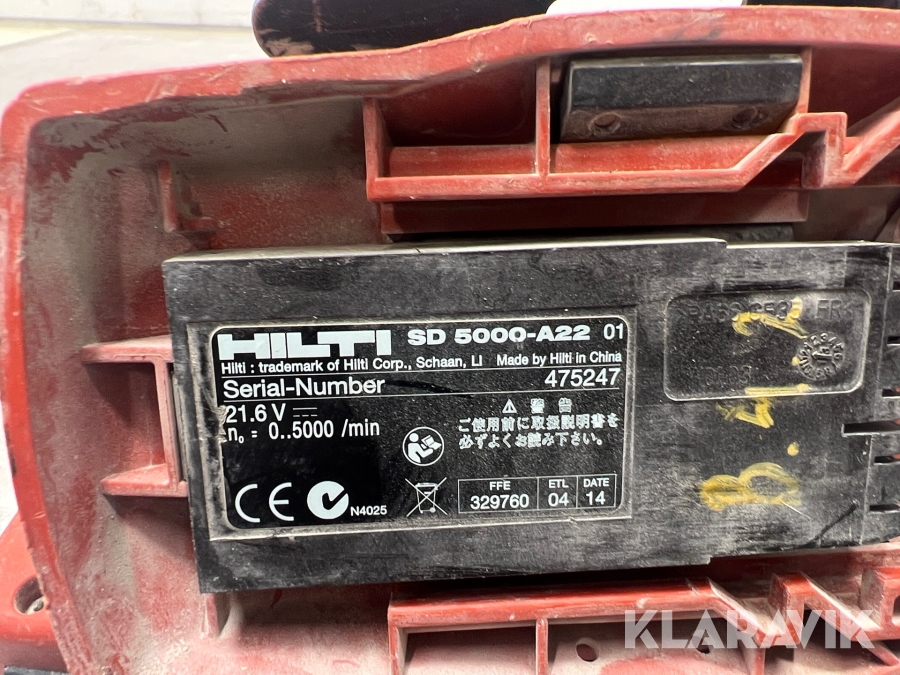 HILTI SD 5000-A22 01
Hilti : trademark of Hilti Corp., Schaan, LI Made by Hilti in China
Serial-Number 475247
21.6 V
n₀ = 0..5000 /min
警告
ご使用前に取扱説明書を
必ずよくお読み下さい。
CE N4025
FFE ETL DATE
329760 04 14
KLARAVIK